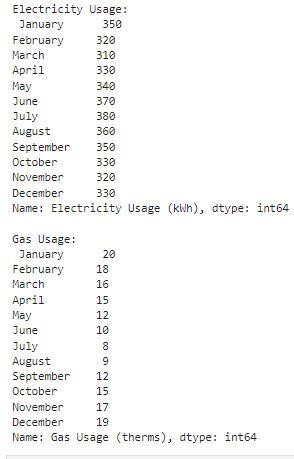 Electricity Usage:
 January      350
February     320
March        310
April        330
May          340
June         370
July         380
August       360
September    350
October      330
November     320
December     330
Name: Electricity Usage (kWh), dtype: int64

Gas Usage:
 January      20
February     18
March        16
April        15
May          12
June         10
July          8
August        9
September    12
October      15
November     17
December     19
Name: Gas Usage (therms), dtype: int64